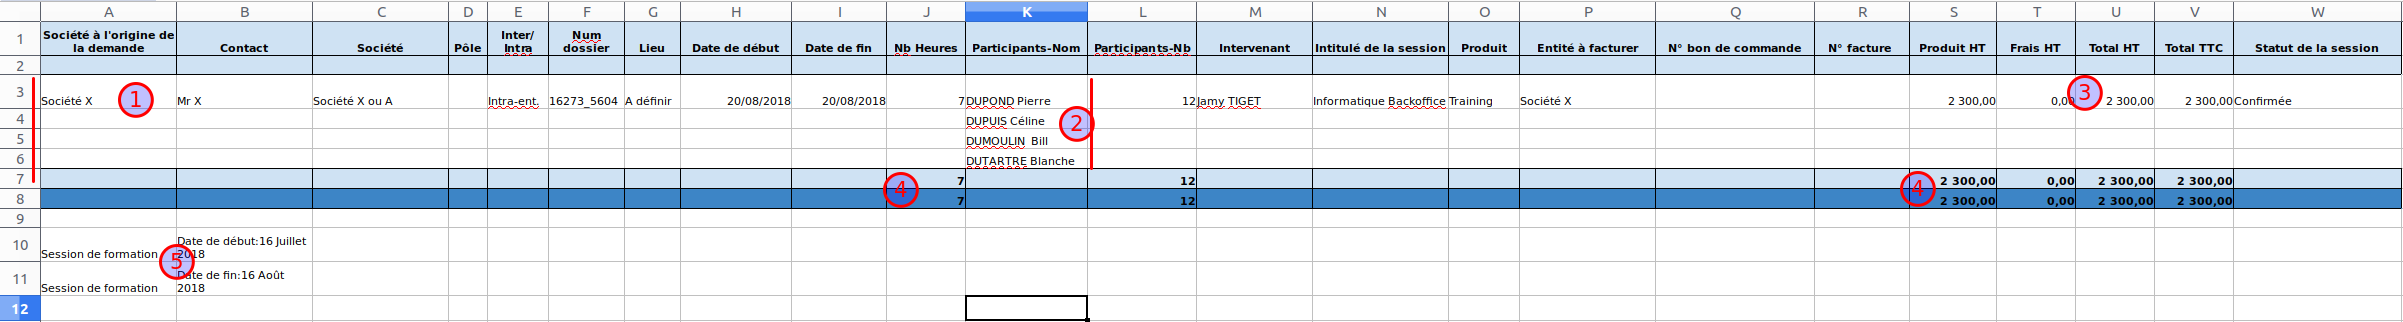 A B C D E F G H I J K L M N O P Q R S T U V W
1 Société à l'origine de la demande Contact Société Pôle Inter/ Intra Num dossier Lieu Date de début Date de fin Nb Heures Participants-Nom Participants-Nb Intervenant Intitulé de la session Produit Entité à facturer N° bon de commande N° facture Produit HT Frais HT Total HT Total TTC Statut de la session
2
3 Société X 1 Mr X Société X ou A Intra-ent. 16273_5604 A définir 20/08/2018 20/08/2018 7 DUPOND Pierre 12 Jamy TIGET Informatique Backoffice Training Société X 2 300,00 0,00 3 2 300,00 2 300,00 Confirmée
4 DUPUIS Céline 2
5 DUMOULIN Bill
6 DUTARTRE Blanche
7 4 7 12 4 2 300,00 0,00 2 300,00 2 300,00
8 7 12 2 300,00 0,00 2 300,00 2 300,00
9
10 Session de formation Date de début:16 Juillet 2018
5
11 Session de formation Date de fin:16 Août 2018
12